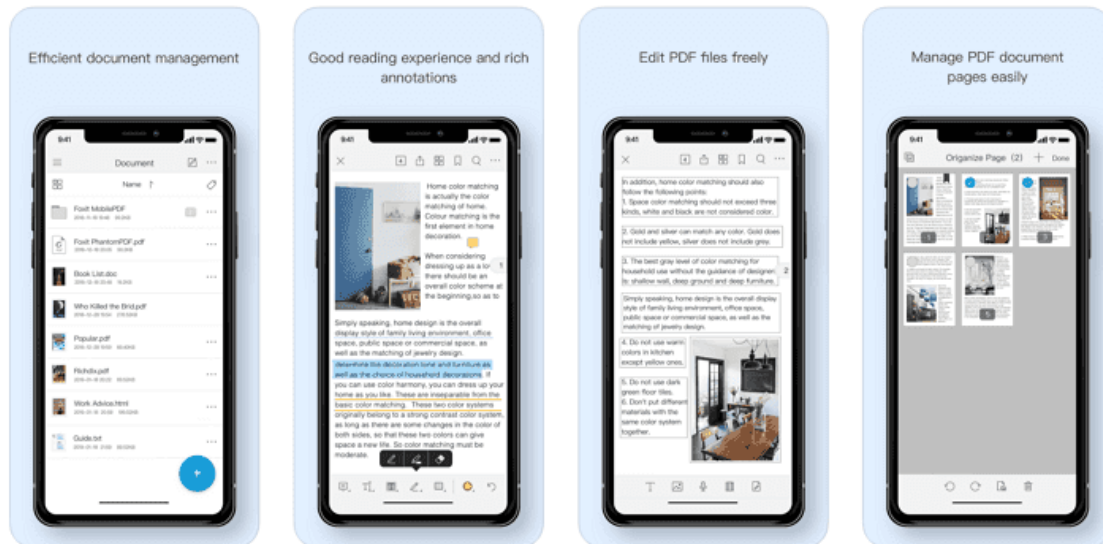 Efficient document management
9:41
Document
Name ↑
Foxit MobilePDF
Foxit PhantomPDF.pdf
Book List.doc
Who Killed the Brid.pdf
Popular.pdf
Richdix.pdf
Work Advice.html
Guide.txt
Good reading experience and rich
annotations
9:41
Home color matching
is actually the color
matching of home.
Colour matching is the
first element in home
decoration.
When considering
dressing up as a
there should be an
overall color scheme at
the beginning,so as to
1
Simply speaking, home design is the overall
display style of family living environment, office
space, public space or commercial space, as
well as the matching of jewelry design.
determine the decoration tone and furniture as
well as the choice of household decorations. If
you can use color harmony, you can dress up your
home as you like. These are inseparable from the
basic color matching. These two color systems
originally belong to a strong contrast color system,
as long as there are some changes in the color of
both sides, so that these two colors can give
space a new life. So color matching must be
moderate.
Edit PDF files freely
9:41
In addition, home color matching should also
follow the following points:
1. Space color matching should not exceed three
kinds, white and black are not considered color.
2. Gold and silver can match any color. Gold does
not include yellow, silver does not include grey.
3. The best gray level of color matching for
household use without the guidance of designer
is: shallow wall, deep ground and deep furniture.
2
Simply speaking, home design is the overall display
style of family living environment, office space,
public space or commercial space, as well as the
matching of jewelry design.
4. Do not use warm
colors in kitchen
except yellow ones.
5. Do not use dark
green floor tiles.
6. Don't put different
materials with the
same color system
together.
Manage PDF document
pages easily
9:41
Origanize Page (2)
Done
1
3
5